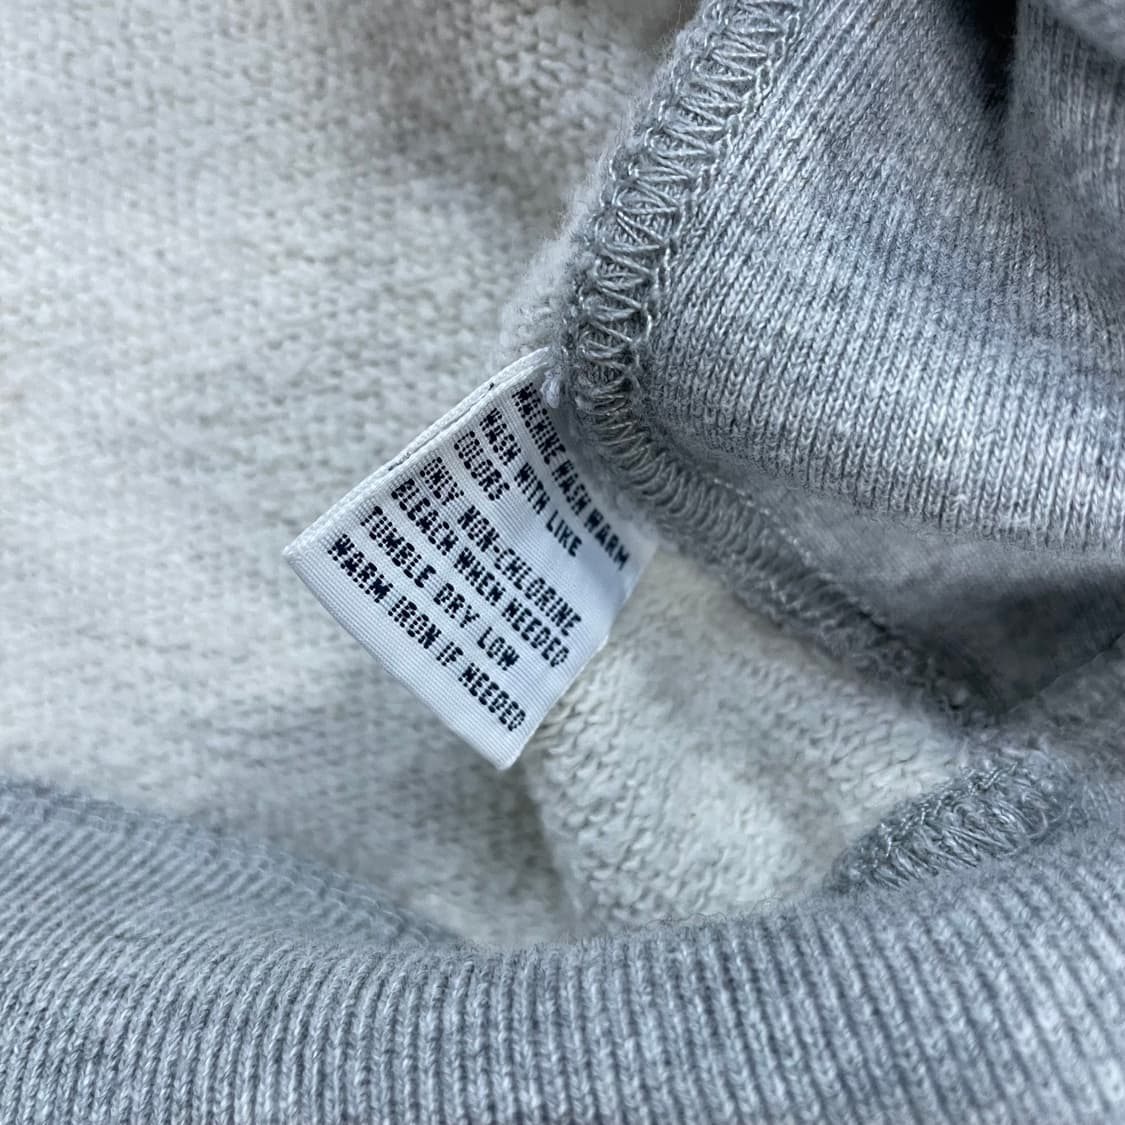 MACHINE WASH WARM
WASH WITH LIKE
COLORS
ONLY NON-CHLORINE
BLEACH WHEN NEEDED
TUMBLE DRY LOW
WARM IRON IF NEEDED